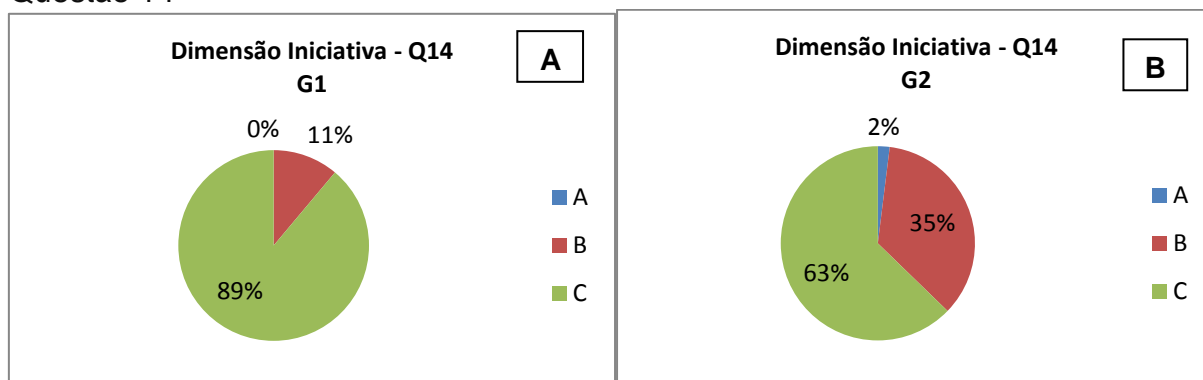 Dimensão Iniciativa - Q14
G1
A
0%
11%
89%
A
B
C
Dimensão Iniciativa - Q14
G2
B
2%
35%
63%
A
B
C